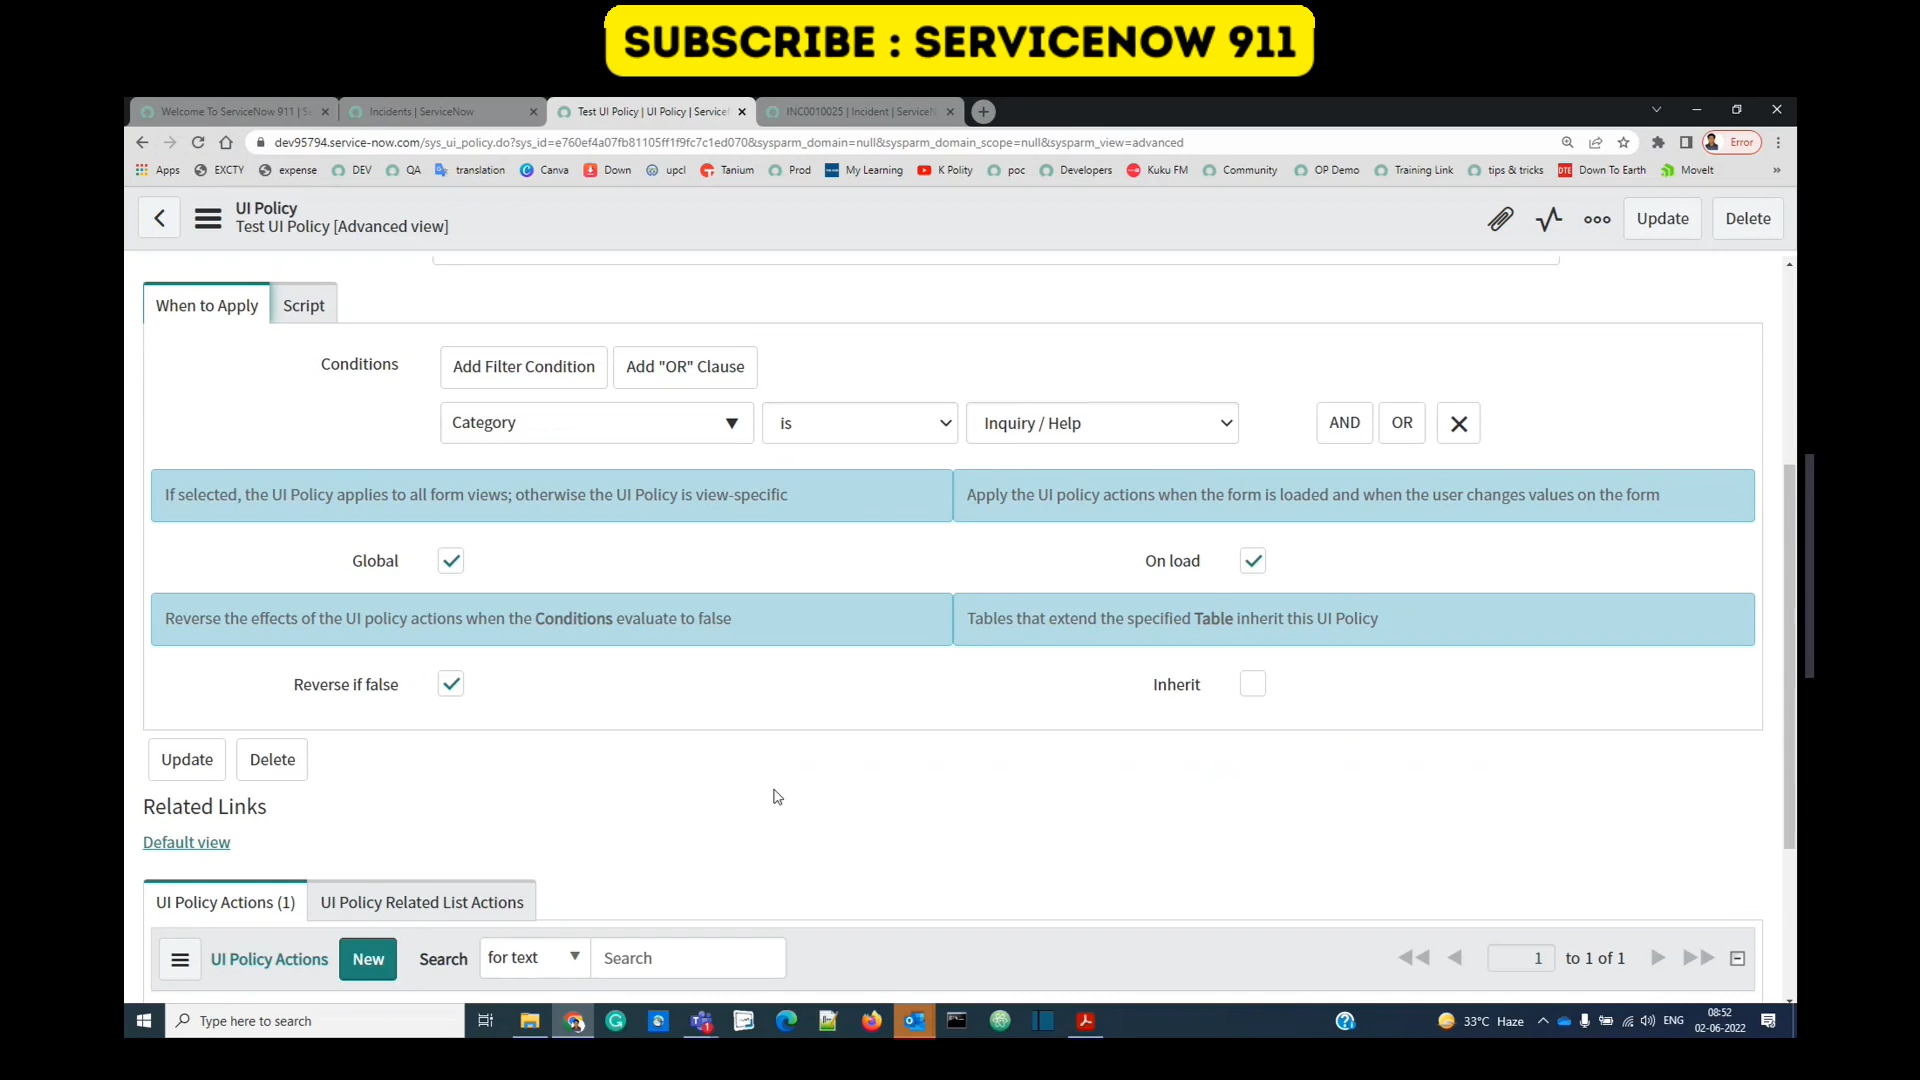 SUBSCRIBE : SERVICENOW 911
Welcome To ServiceNow 911 | S
Incidents | ServiceNow
Test UI Policy | UI Policy | Service
INC0010025 | Incident | Service
dev95794.service-now.com/sys_ui_policy.do?sys_id=e760ef4a07fb81105ff1f9fc7c1ed070&sysparm_domain=null&sysparm_domain_scope=null&sysparm_view=advanced
Error
Apps EXCTY expense DEV QA translation Canva Down upcl Tanium Prod My Learning K Polity poc Developers Kuku FM Community OP Demo Training Link tips & tricks Down To Earth MoveIt »
UI Policy
Test UI Policy [Advanced view]
Update Delete
When to Apply Script
Conditions Add Filter Condition Add "OR" Clause
Category is Inquiry / Help AND OR
If selected, the UI Policy applies to all form views; otherwise the UI Policy is view-specific
Apply the UI policy actions when the form is loaded and when the user changes values on the form
Global On load
Reverse the effects of the UI policy actions when the Conditions evaluate to false
Tables that extend the specified Table inherit this UI Policy
Reverse if false Inherit
Update Delete
Related Links
Default view
UI Policy Actions (1) UI Policy Related List Actions
UI Policy Actions New Search for text Search 1 to 1 of 1
Type here to search
33°C Haze ENG 08:52
02-06-2022